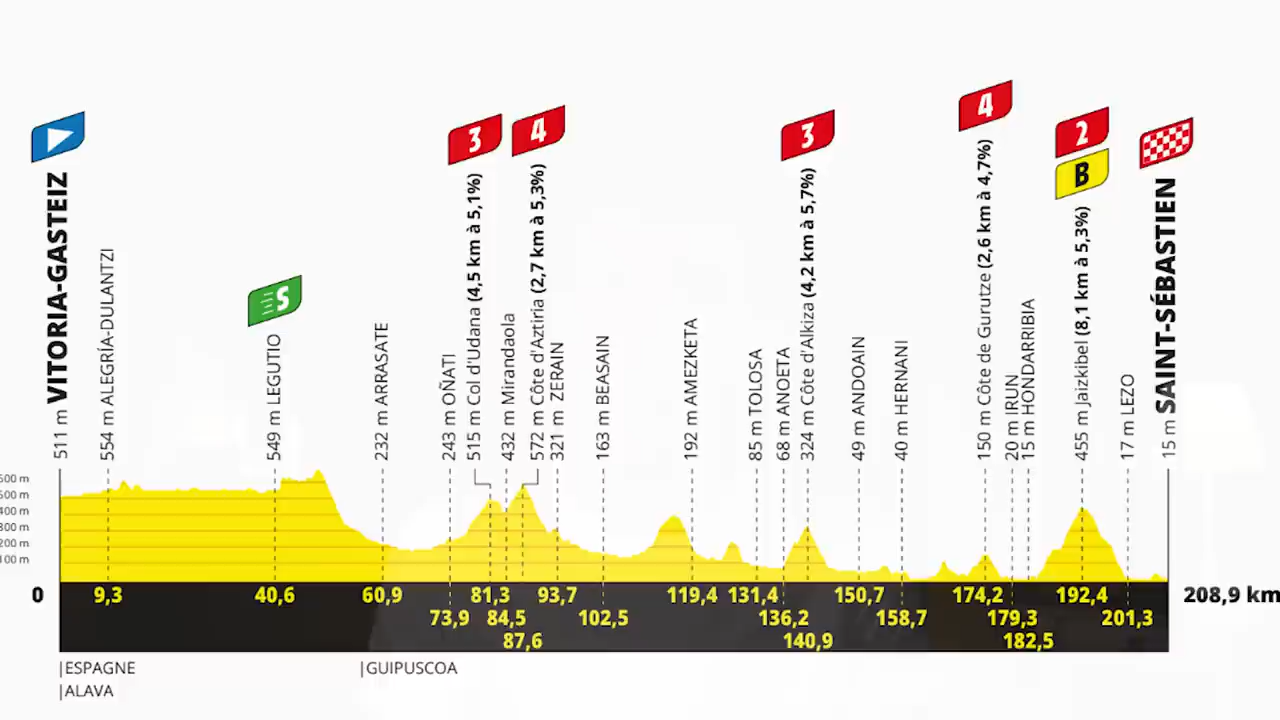 3
4
3
4
2
B
S
511 m VITORIA-GASTEIZ
554 m ALEGRÍA-DULANTZI
549 m LEGUTIO
232 m ARRASATE
243 m OÑATI
515 m Col d'Udana (4,5 km à 5,1%)
432 m Mirandaola
572 m Côte d'Aztiria (2,7 km à 5,3%)
321 m ZERAIN
163 m BEASAIN
192 m AMEZKETA
85 m TOLOSA
68 m ANOETA
324 m Côte d'Alkiza (4,2 km à 5,7%)
49 m ANDOAIN
40 m HERNANI
150 m Côte de Gurutze (2,6 km à 4,7%)
20 m IRUN
15 m HONDARRIBIA
455 m Jaizkibel (8,1 km à 5,3%)
17 m LEZO
15 m SAINT-SÉBASTIEN
600 m
500 m
400 m
300 m
200 m
100 m
0 9,3 40,6 60,9 81,3 93,7 119,4 131,4 150,7 174,2 192,4 208,9 km
73,9 84,5 102,5 136,2 158,7 179,3 201,3
87,6 140,9 182,5
|ESPAGNE |GUIPUSCOA
|ALAVA